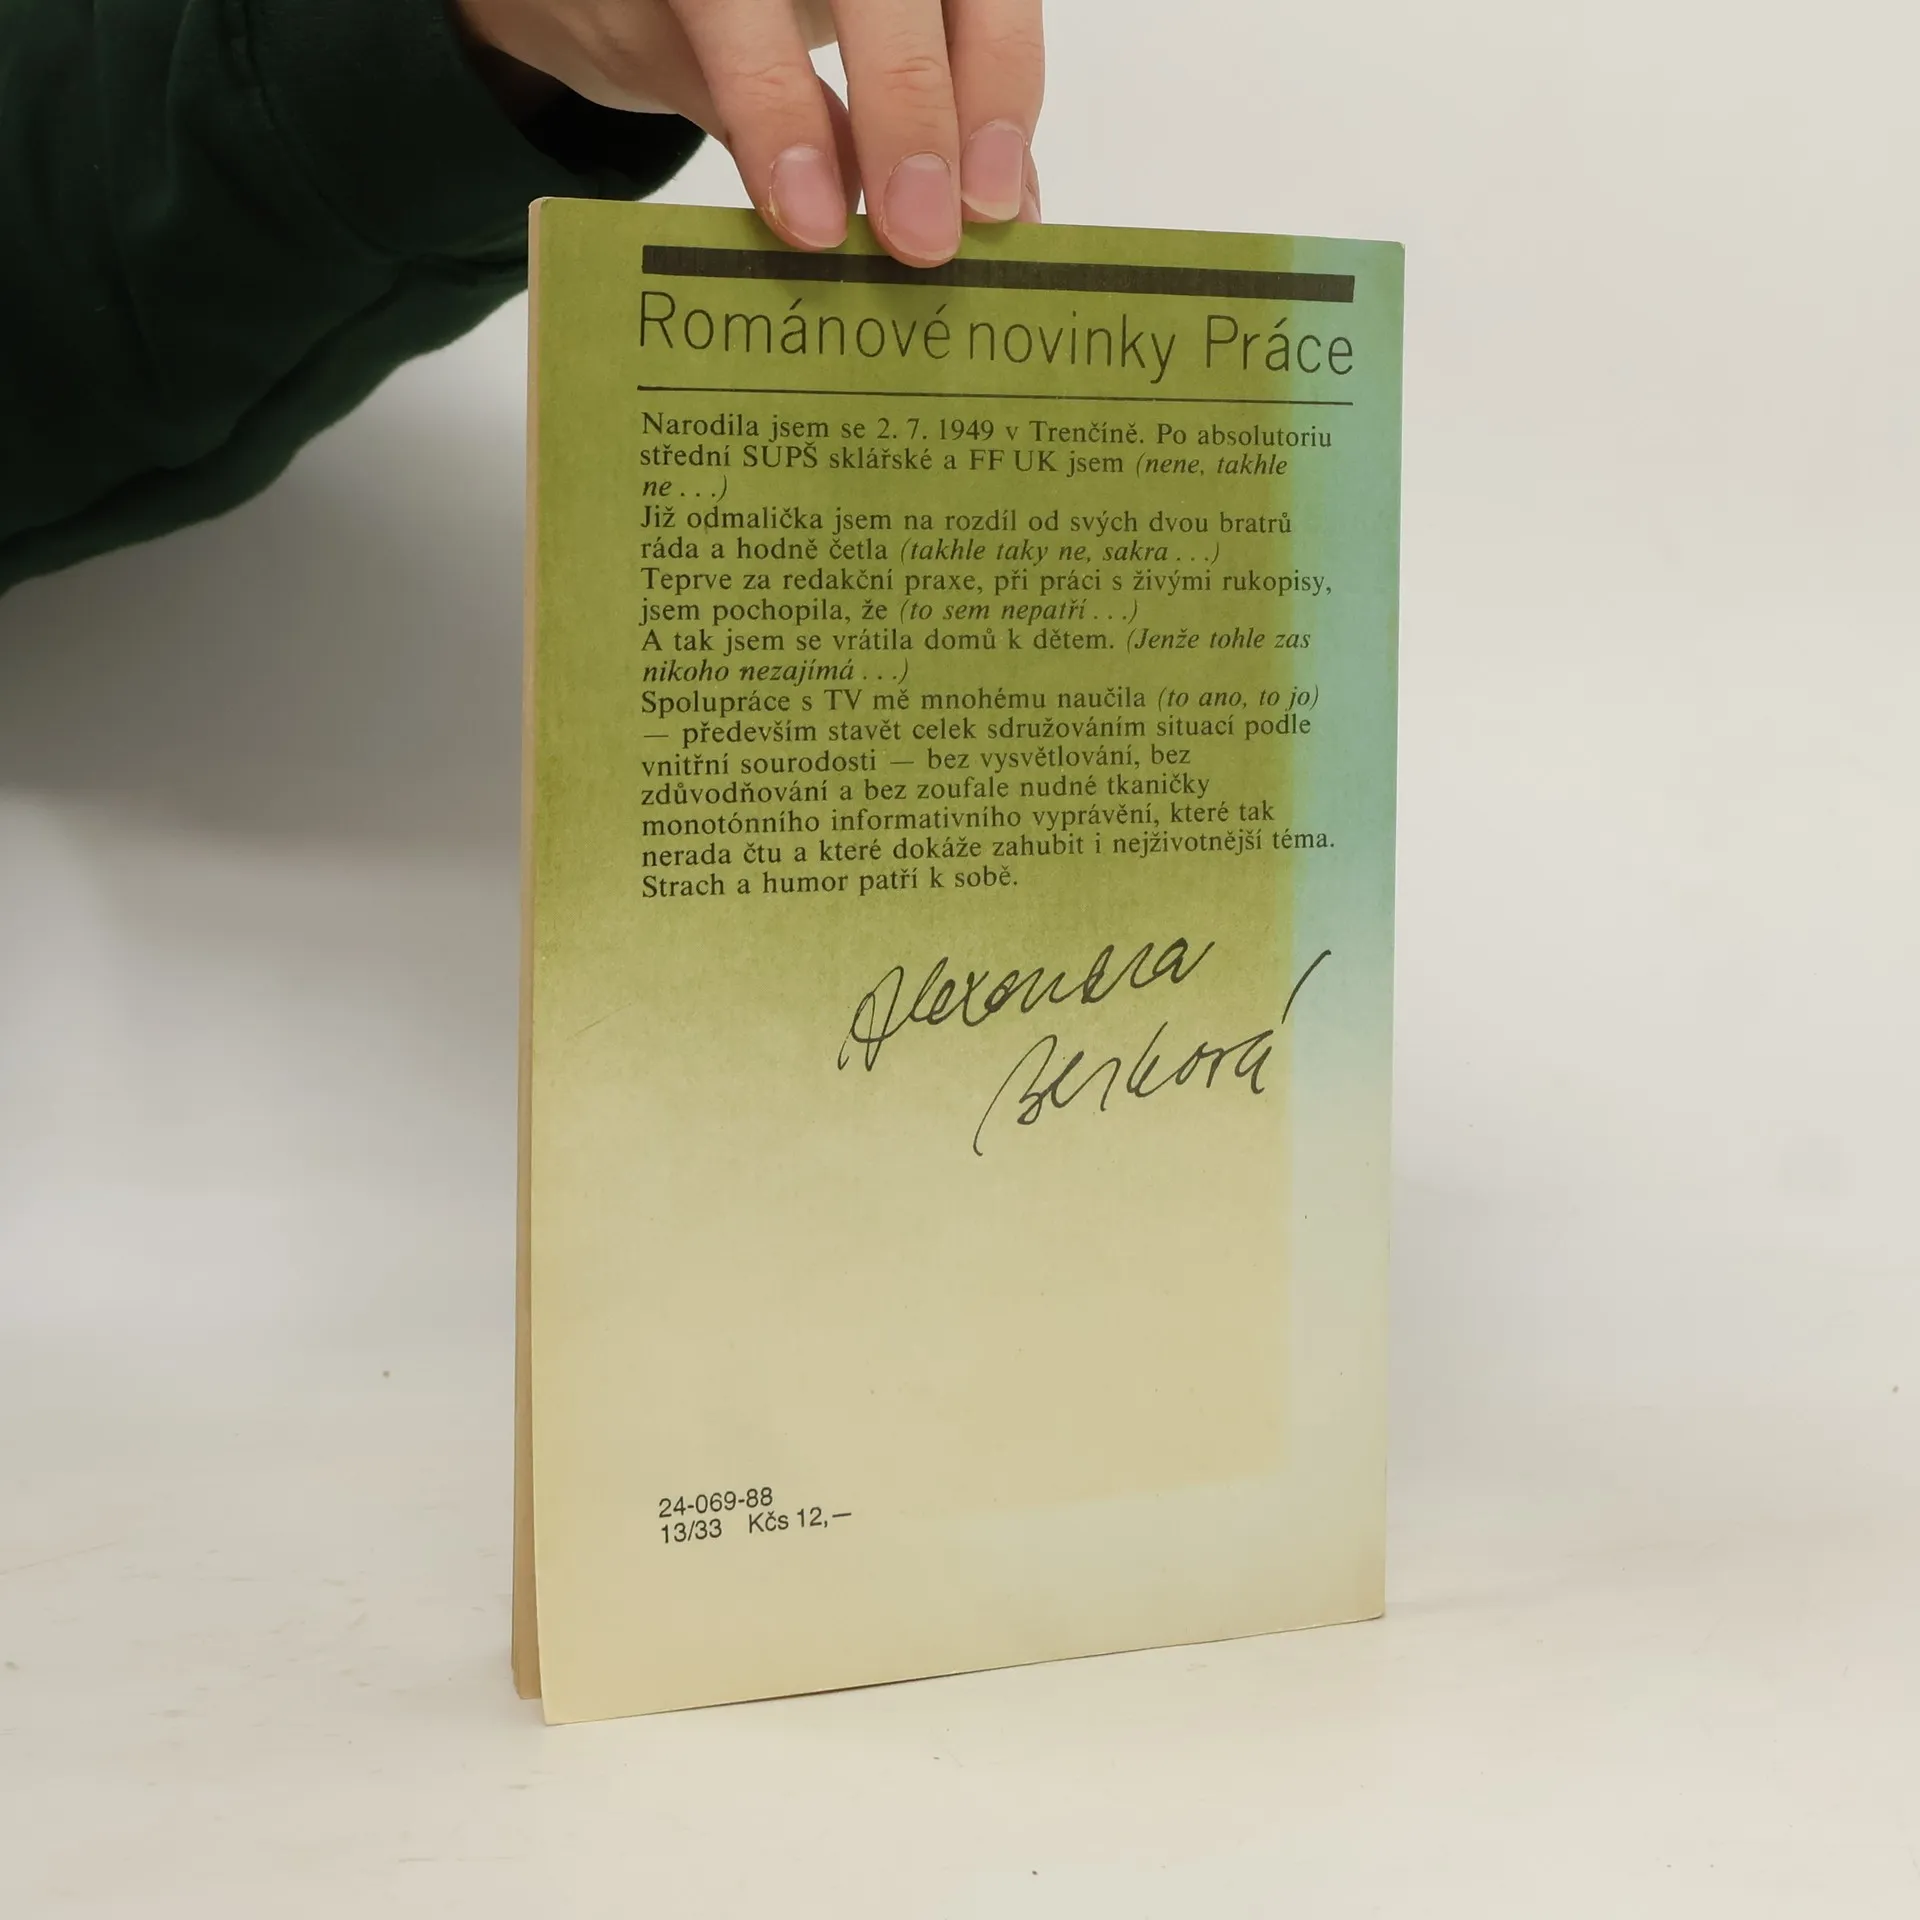 Románové novinky Práce
Narodila jsem se 2. 7. 1949 v Trenčíně. Po absolutoriu
střední SUPŠ sklářské a FF UK jsem (nene, takhle
ne . . .)
Již odmalička jsem na rozdíl od svých dvou bratrů
ráda a hodně četla (takhle taky ne, sakra . . .)
Teprve za redakční praxe, při práci s živými rukopisy,
jsem pochopila, že (to sem nepatří . . .)
A tak jsem se vrátila domů k dětem. (Jenže tohle zas
nikoho nezajímá . . .)
Spolupráce s TV mě mnohému naučila (to ano, to jo)
— především stavět celek sdružováním situací podle
vnitřní sourodosti — bez vysvětlování, bez
zdůvodňování a bez zoufale nudné tkaničky
monotónního informativního vyprávění, které tak
nerada čtu a které dokáže zahubit i nejživotnější téma.
Strach a humor patří k sobě.
Alexandra
Berková
24-069-88
13/33 Kčs 12,—